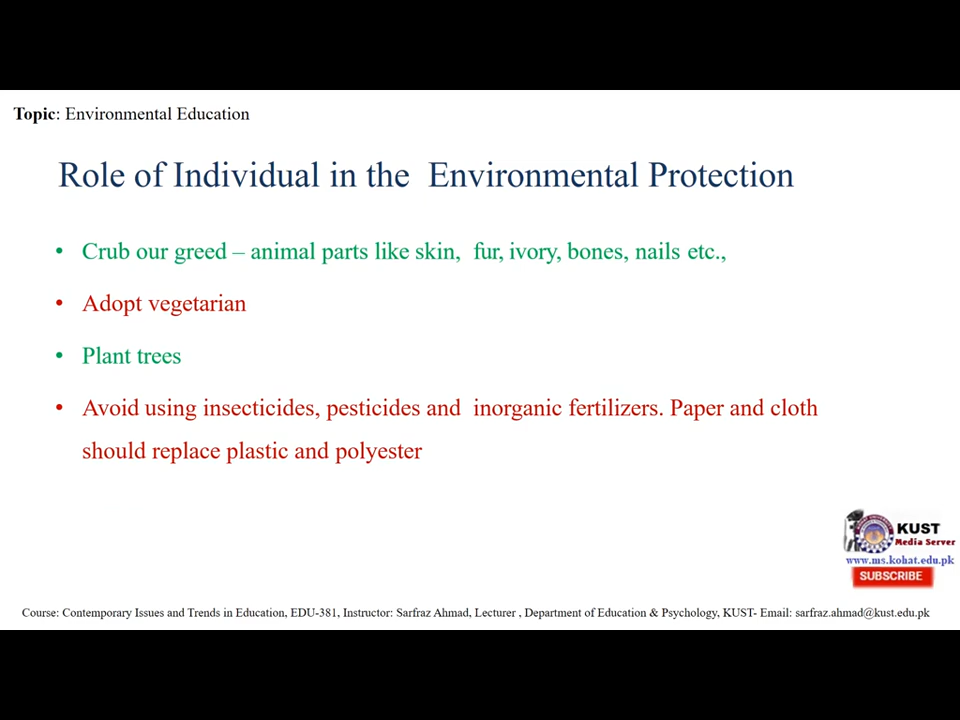 Topic: Environmental Education
Role of Individual in the Environmental Protection
• Crub our greed – animal parts like skin, fur, ivory, bones, nails etc.,
• Adopt vegetarian
• Plant trees
• Avoid using insecticides, pesticides and inorganic fertilizers. Paper and cloth
should replace plastic and polyester
KUST
Media Server
www.ms.kohat.edu.pk
SUBSCRIBE
Course: Contemporary Issues and Trends in Education, EDU-381, Instructor: Sarfraz Ahmad, Lecturer , Department of Education & Psychology, KUST- Email: sarfraz.ahmad@kust.edu.pk